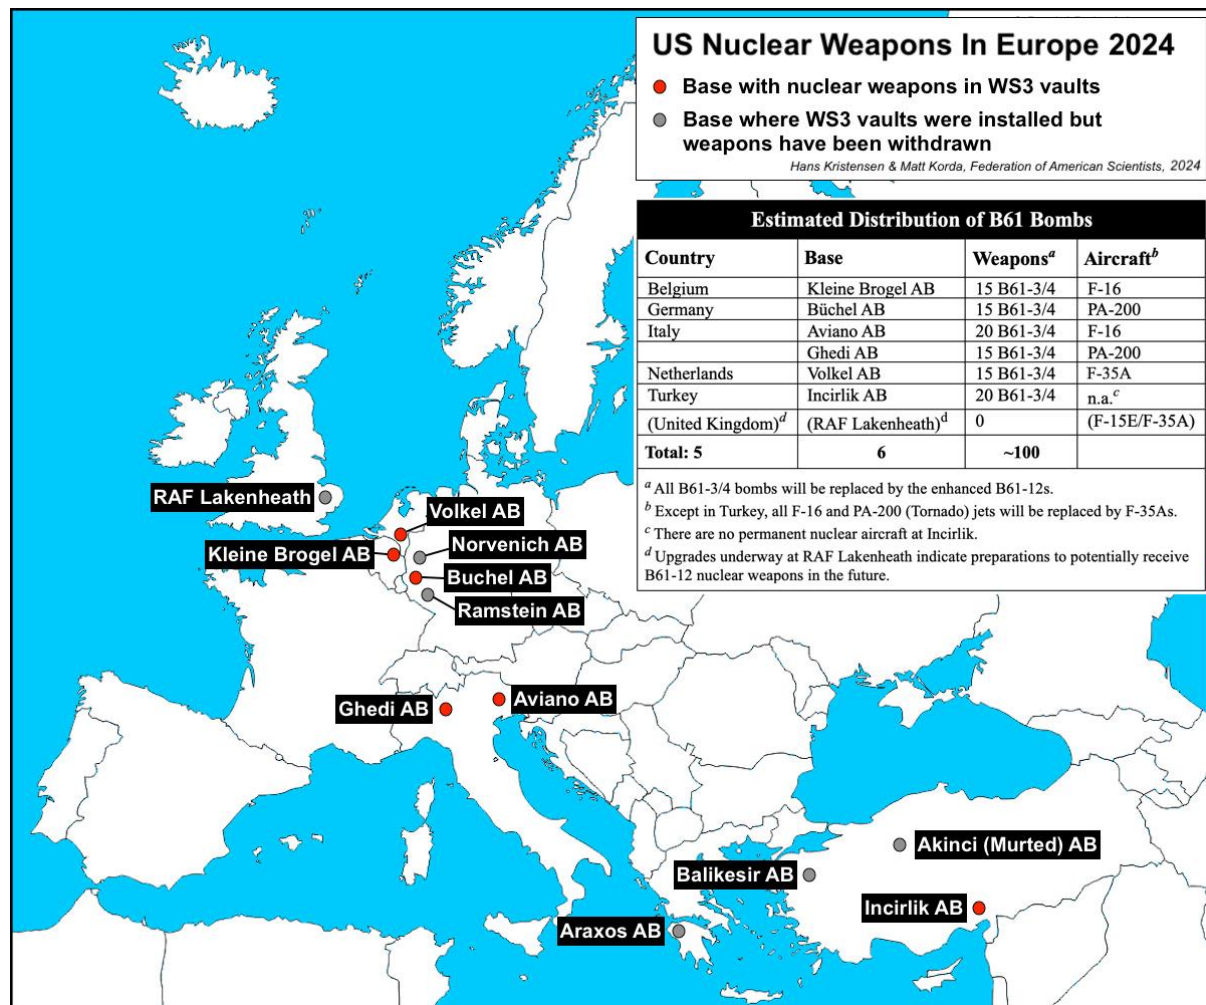 US Nuclear Weapons In Europe 2024
Base with nuclear weapons in WS3 vaults
Base where WS3 vaults were installed but
weapons have been withdrawn
Hans Kristensen & Matt Korda, Federation of American Scientists, 2024
Estimated Distribution of B61 Bombs
Country Base Weapons^a Aircraft^b
Belgium Kleine Brogel AB 15 B61-3/4 F-16
Germany Büchel AB 15 B61-3/4 PA-200
Italy Aviano AB 20 B61-3/4 F-16
Ghedi AB 15 B61-3/4 PA-200
Netherlands Volkel AB 15 B61-3/4 F-35A
Turkey Incirlik AB 20 B61-3/4 n.a.^c
(United Kingdom)^d (RAF Lakenheath)^d 0 (F-15E/F-35A)
Total: 5 6 ~100
^a All B61-3/4 bombs will be replaced by the enhanced B61-12s.
^b Except in Turkey, all F-16 and PA-200 (Tornado) jets will be replaced by F-35As.
^c There are no permanent nuclear aircraft at Incirlik.
^d Upgrades underway at RAF Lakenheath indicate preparations to potentially receive
B61-12 nuclear weapons in the future.
RAF Lakenheath
Volkel AB
Norvenich AB
Kleine Brogel AB
Buchel AB
Ramstein AB
Ghedi AB
Aviano AB
Akinci (Murted) AB
Balikesir AB
Incirlik AB
Araxos AB